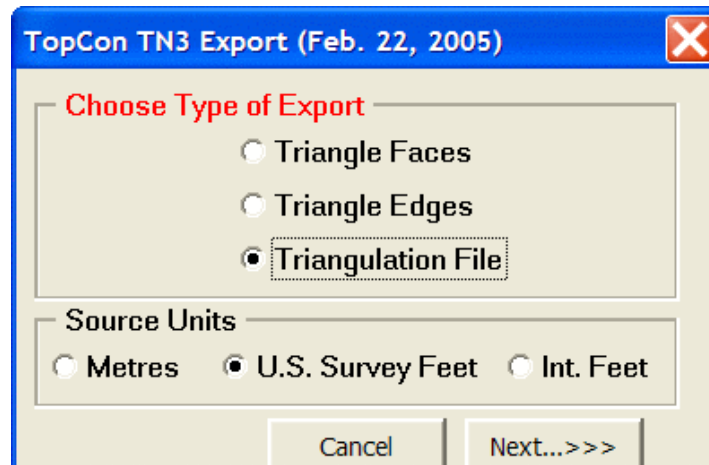 TopCon TN3 Export (Feb. 22, 2005)
Choose Type of Export
Triangle Faces
Triangle Edges
Triangulation File
Source Units
Metres U.S. Survey Feet Int. Feet
Cancel Next...>>>